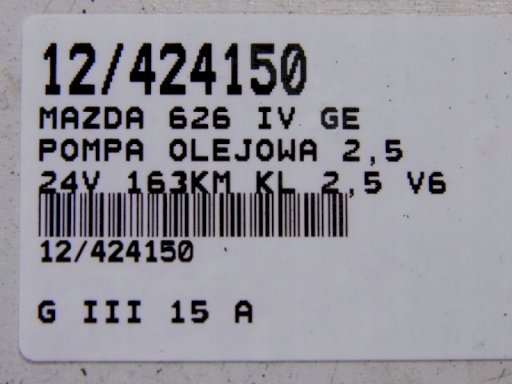 12/424150
MAZDA 626 IV GE
POMPA OLEJOWA 2,5
24V 163KM KL 2,5 V6
12/424150
G III 15 A